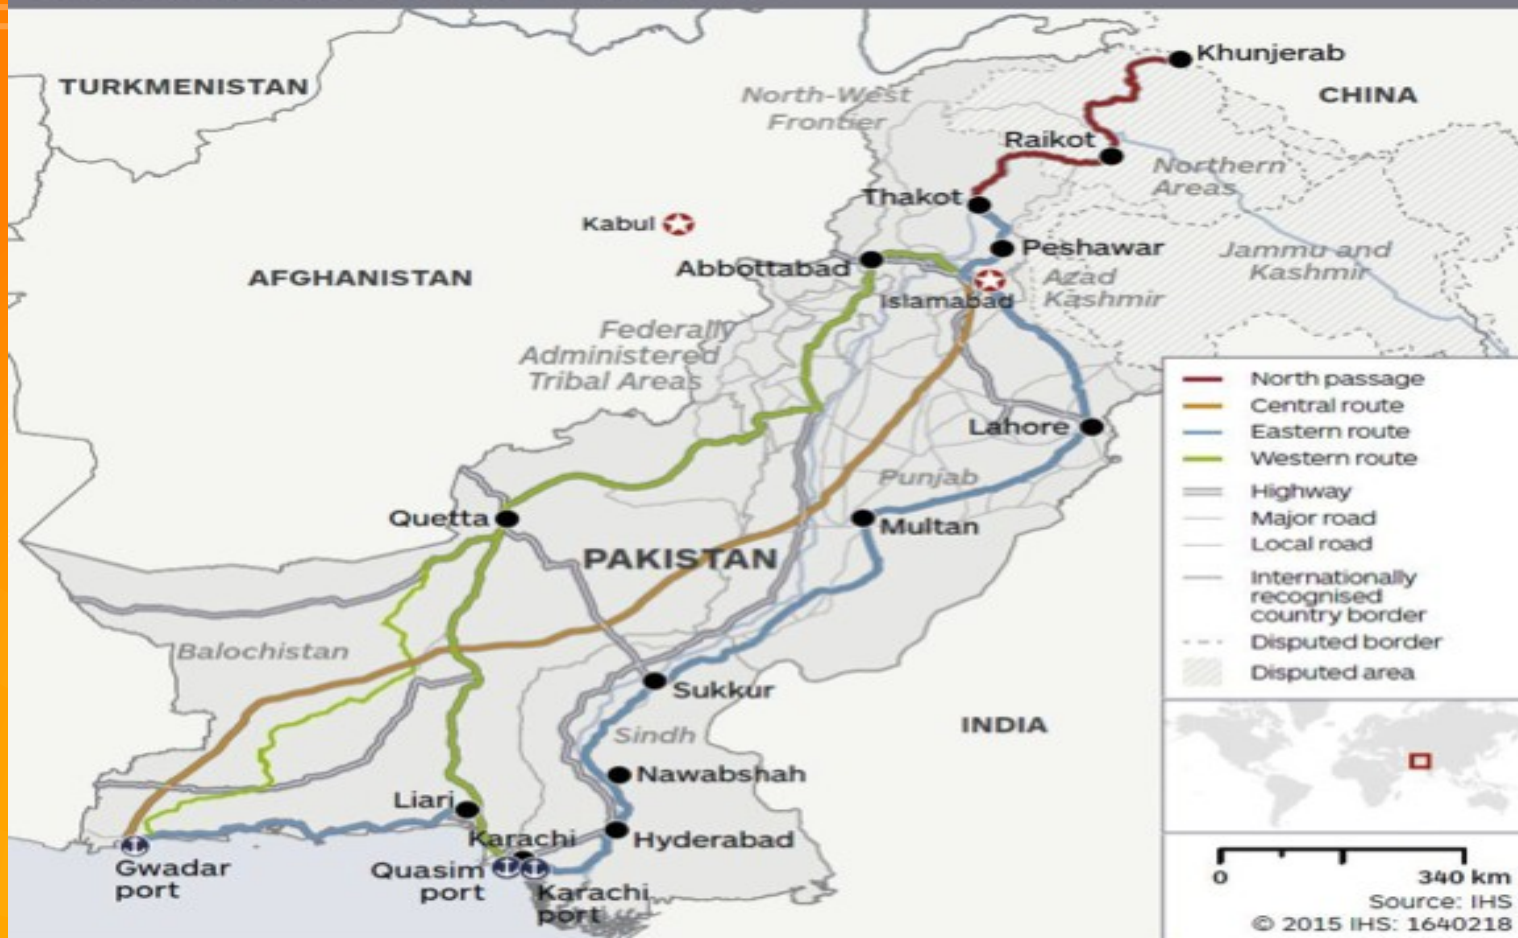 Khunjerab
TURKMENISTAN
CHINA
North-West
Frontier
Raikot
Northern
Areas
Thakot
Kabul
Peshawar
Jammu and
Kashmir
Abbottabad
AFGHANISTAN
Azad
Kashmir
Islamabad
Federally
Administered
Tribal Areas
North passage
Central route
Eastern route
Western route
Highway
Major road
Local road
Internationally
recognised
country border
Disputed border
Disputed area
Lahore
Punjab
Quetta
Multan
PAKISTAN
Balochistan
Sukkur
INDIA
Sindh
Nawabshah
Liari
Karachi
Hyderabad
Gwadar
port
Quasim
port
Karachi
port
0 340 km
Source: IHS
© 2015 IHS: 1640218